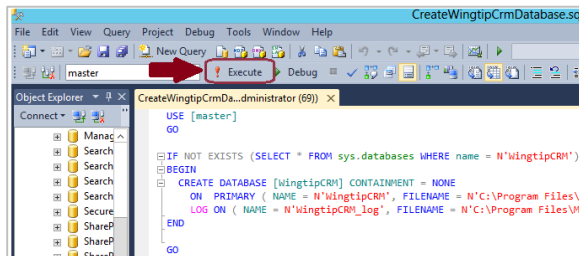 CreateWingtipCrmDatabase.sq
File Edit View Query Project Debug Tools Window Help
New Query
master Execute Debug
Object Explorer
CreateWingtipCrmDa...dministrator (69))
Connect
USE [master]
GO
Manag
Search
Search
Search
Search
Secure
ShareP
ShareP
ShareP
IF NOT EXISTS (SELECT * FROM sys.databases WHERE name = N'WingtipCRM')
BEGIN
CREATE DATABASE [WingtipCRM] CONTAINMENT = NONE
ON PRIMARY ( NAME = N'WingtipCRM', FILENAME = N'C:\Program Files\
LOG ON ( NAME = N'WingtipCRM_log', FILENAME = N'C:\Program Files\M
END
GO